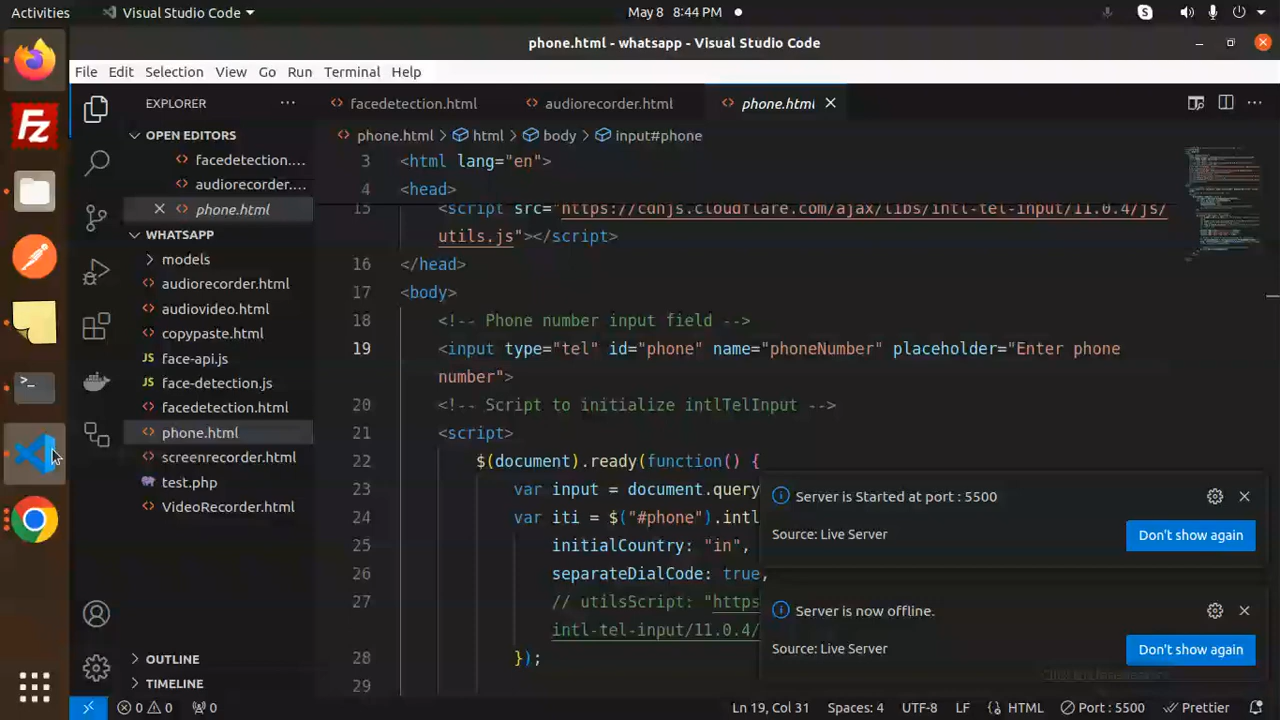 Activities
Visual Studio Code
May 8 8:44 PM
phone.html - whatsapp - Visual Studio Code
File Edit Selection View Go Run Terminal Help
EXPLORER
facedetection.html
audiorecorder.html
phone.html
OPEN EDITORS
facedetection....
audiorecorder....
phone.html
WHATSAPP
models
audiorecorder.html
audiovideo.html
copypaste.html
face-api.js
face-detection.js
facedetection.html
phone.html
screenrecorder.html
test.php
VideoRecorder.html
OUTLINE
TIMELINE
phone.html > html > body > input#phone
3 <html lang="en">
4 <head>
15 <script src="https://cdnjs.cloudflare.com/ajax/libs/intl-tel-input/11.0.4/js/
utils.js"></script>
16 </head>
17 <body>
18 <!-- Phone number input field -->
19 <input type="tel" id="phone" name="phoneNumber" placeholder="Enter phone
number">
20 <!-- Script to initialize intlTelInput -->
21 <script>
22 $(document).ready(function() {
23 var input = document.query
24 var iti = $("#phone").intl
25 initialCountry: "in",
26 separateDialCode: true,
27 // utilsScript: "https
intl-tel-input/11.0.4/
28 });
29
Server is Started at port : 5500
Source: Live Server
Don't show again
Server is now offline.
Source: Live Server
Don't show again
0 0 0
Ln 19, Col 31 Spaces: 4 UTF-8 LF HTML Port : 5500 Prettier